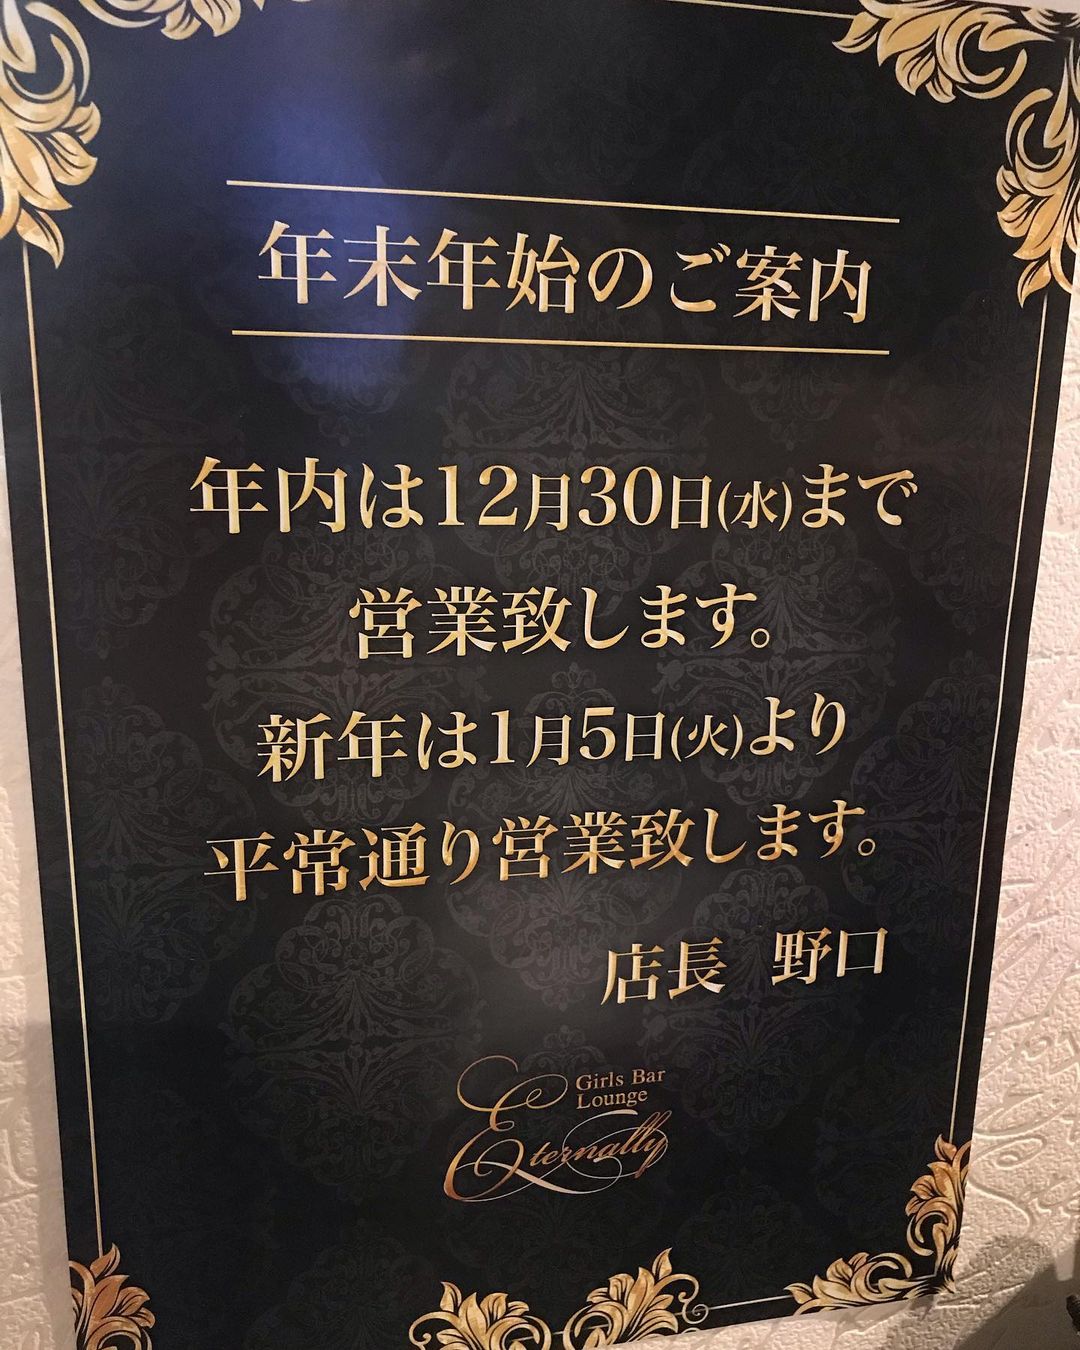 年末年始のご案内
年内は12月30日(水)まで
営業致します。
新年は1月5日(火)より
平常通り営業致します。
店長　野口
Girls Bar
Lounge
Eternally